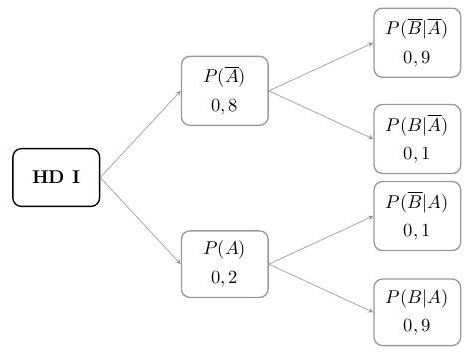 HD I
P(A̅)
0,8
P(A)
0,2
P(B̅|A̅)
0,9
P(B|A̅)
0,1
P(B̅|A)
0,1
P(B|A)
0,9